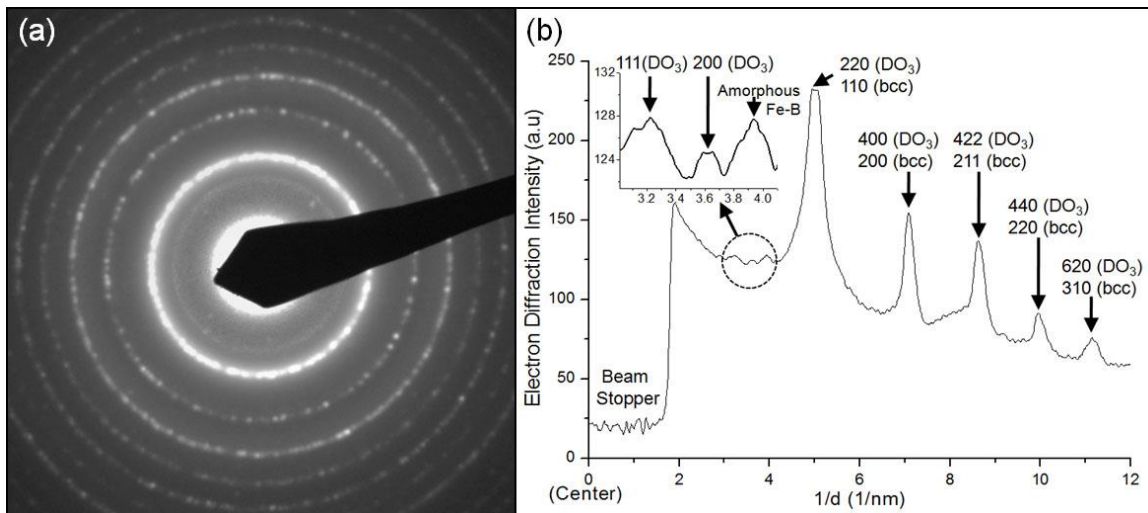 (a)
(b)
250
200
150
100
50
0
Electron Diffraction Intensity (a.u)
132
128
124
3.0 3.2 3.4 3.6 3.8 4.0
111(DO₃) 200 (DO₃)
Amorphous
Fe-B
220 (DO₃)
110 (bcc)
400 (DO₃)
200 (bcc)
422 (DO₃)
211 (bcc)
440 (DO₃)
220 (bcc)
620 (DO₃)
310 (bcc)
Beam
Stopper
0 2 4 6 8 10 12
(Center)
1/d (1/nm)